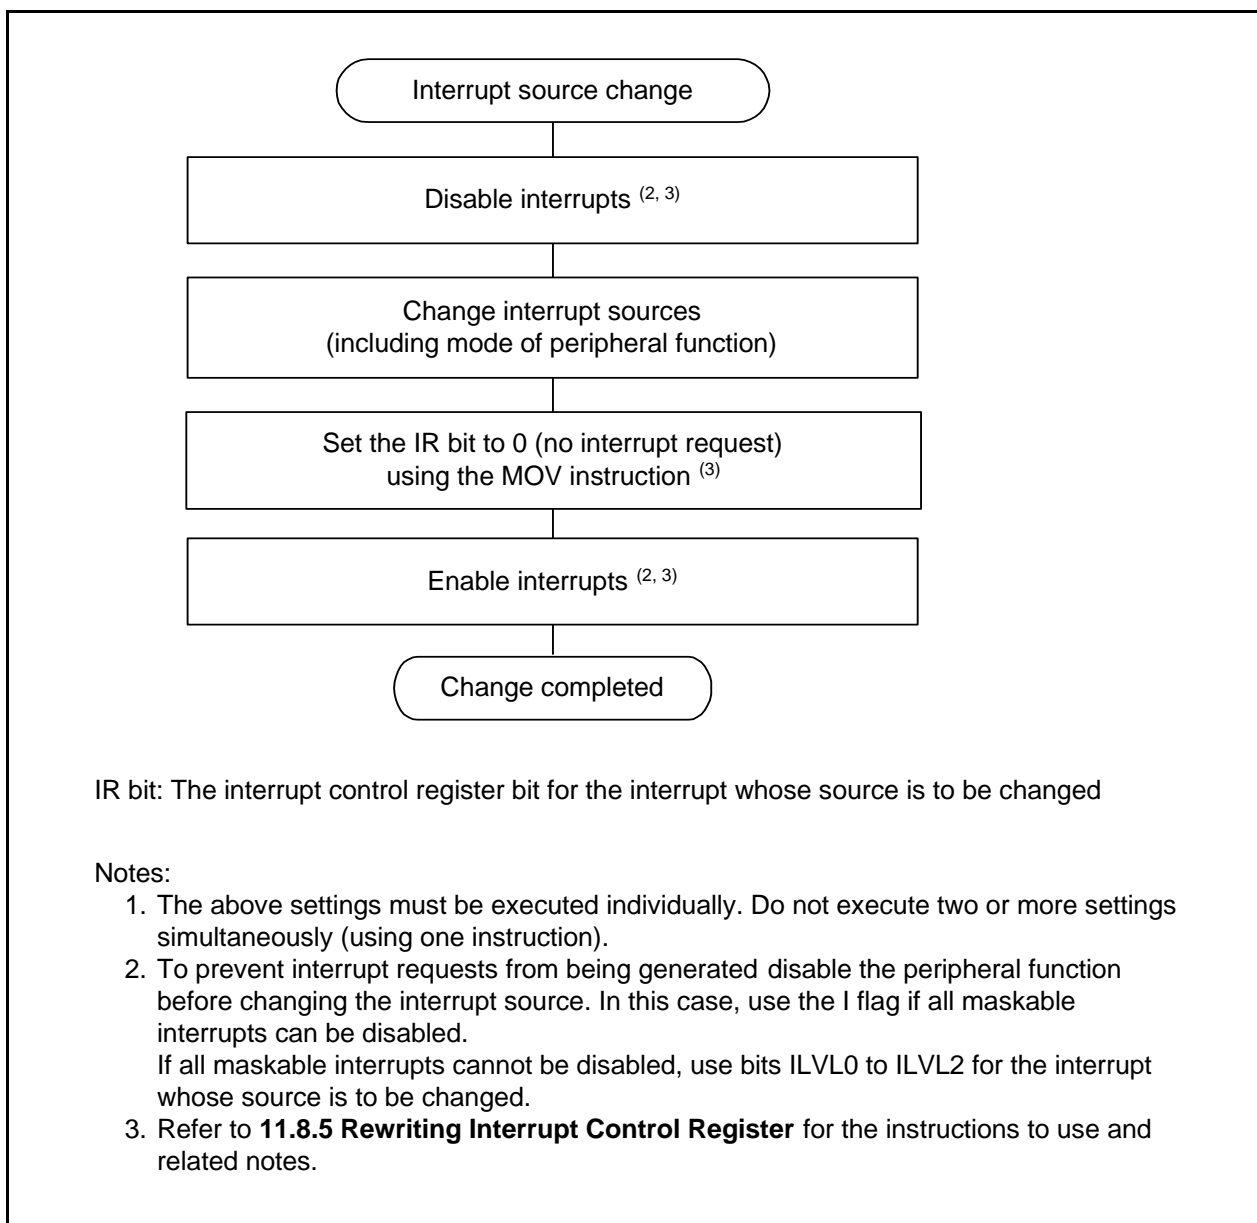 Interrupt source change
Disable interrupts (2, 3)
Change interrupt sources
(including mode of peripheral function)
Set the IR bit to 0 (no interrupt request)
using the MOV instruction (3)
Enable interrupts (2, 3)
Change completed
IR bit: The interrupt control register bit for the interrupt whose source is to be changed
Notes:
1. The above settings must be executed individually. Do not execute two or more settings
simultaneously (using one instruction).
2. To prevent interrupt requests from being generated disable the peripheral function
before changing the interrupt source. In this case, use the I flag if all maskable
interrupts can be disabled.
If all maskable interrupts cannot be disabled, use bits ILVL0 to ILVL2 for the interrupt
whose source is to be changed.
3. Refer to 11.8.5 Rewriting Interrupt Control Register for the instructions to use and
related notes.